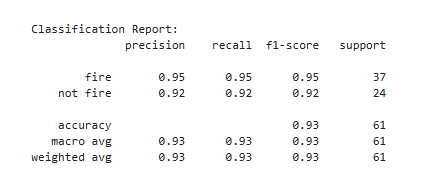 Classification Report:
precision recall f1-score support
fire 0.95 0.95 0.95 37
not fire 0.92 0.92 0.92 24
accuracy 0.93 61
macro avg 0.93 0.93 0.93 61
weighted avg 0.93 0.93 0.93 61